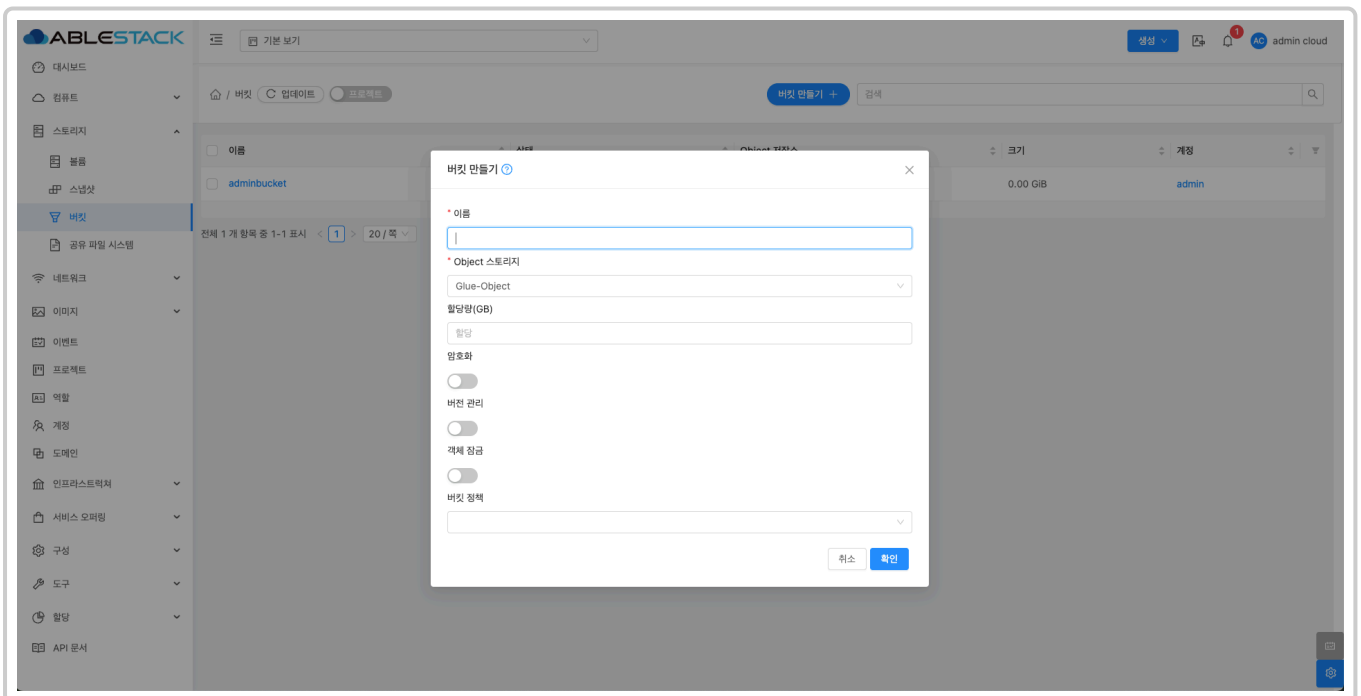 ABLESTACK
기본 보기
생성
1
AC
admin cloud
대시보드
컴퓨트
스토리지
볼륨
스냅샷
버킷
공유 파일 시스템
네트워크
이미지
이벤트
프로젝트
역할
계정
도메인
인프라스트럭쳐
서비스 오퍼링
구성
도구
할당
API 문서
/ 버킷 업데이트 프로젝트
버킷 만들기 +
검색
이름 상태 Object 저장소 크기 계정
adminbucket 0.00 GiB admin
전체 1 개 항목 중 1-1 표시 < 1 > 20 / 쪽
버킷 만들기
* 이름
* Object 스토리지
Glue-Object
할당량(GB)
할당
암호화
버전 관리
객체 잠금
버킷 정책
취소 확인